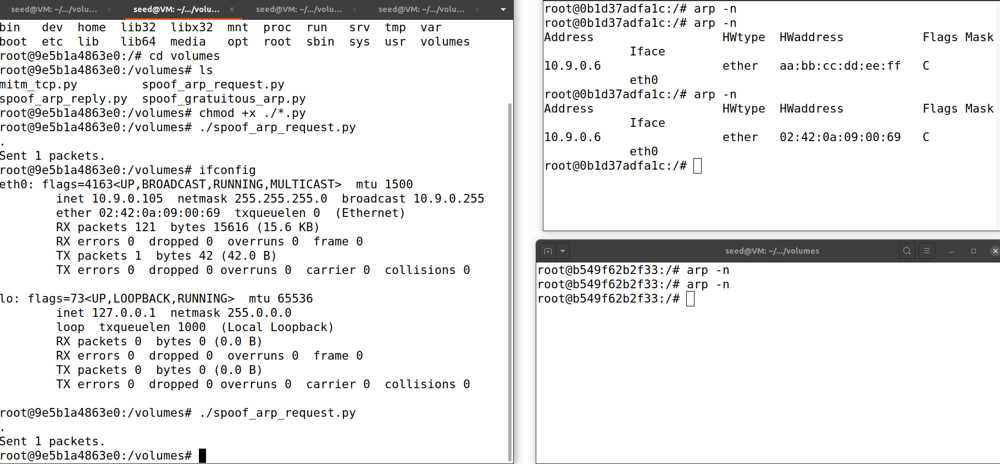 seed@VM: ~/.../volu... × seed@VM: ~/.../volu... × seed@VM: ~/.../volu... × seed@VM: ~/.../volu... ×
bin   dev  home  lib32  libx32  mnt  proc  run   srv  tmp  var
boot  etc  lib   lib64  media   opt  root  sbin  sys  usr  volumes
root@9e5b1a4863e0:/# cd volumes
root@9e5b1a4863e0:/volumes# ls
mitm_tcp.py         spoof_arp_request.py
spoof_arp_reply.py  spoof_gratuitous_arp.py
root@9e5b1a4863e0:/volumes# chmod +x ./*.py
root@9e5b1a4863e0:/volumes# ./spoof_arp_request.py
.
Sent 1 packets.
root@9e5b1a4863e0:/volumes# ifconfig
eth0: flags=4163<UP,BROADCAST,RUNNING,MULTICAST>  mtu 1500
        inet 10.9.0.105  netmask 255.255.255.0  broadcast 10.9.0.255
        ether 02:42:0a:09:00:69  txqueuelen 0  (Ethernet)
        RX packets 121  bytes 15616 (15.6 KB)
        RX errors 0  dropped 0  overruns 0  frame 0
        TX packets 1  bytes 42 (42.0 B)
        TX errors 0  dropped 0 overruns 0  carrier 0  collisions 0
lo: flags=73<UP,LOOPBACK,RUNNING>  mtu 65536
        inet 127.0.0.1  netmask 255.0.0.0
        loop  txqueuelen 1000  (Local Loopback)
        RX packets 0  bytes 0 (0.0 B)
        RX errors 0  dropped 0  overruns 0  frame 0
        TX packets 0  bytes 0 (0.0 B)
        TX errors 0  dropped 0 overruns 0  carrier 0  collisions 0
root@9e5b1a4863e0:/volumes# ./spoof_arp_request.py
.
Sent 1 packets.
root@9e5b1a4863e0:/volumes#
root@0b1d37adfa1c:/# arp -n
root@0b1d37adfa1c:/# arp -n
Address                  HWtype  HWaddress           Flags Mask
            Iface
10.9.0.6                 ether   aa:bb:cc:dd:ee:ff   C
            eth0
root@0b1d37adfa1c:/# arp -n
Address                  HWtype  HWaddress           Flags Mask
            Iface
10.9.0.6                 ether   02:42:0a:09:00:69   C
            eth0
root@0b1d37adfa1c:/#
seed@VM: ~/.../volumes
root@b549f62b2f33:/# arp -n
root@b549f62b2f33:/# arp -n
root@b549f62b2f33:/#